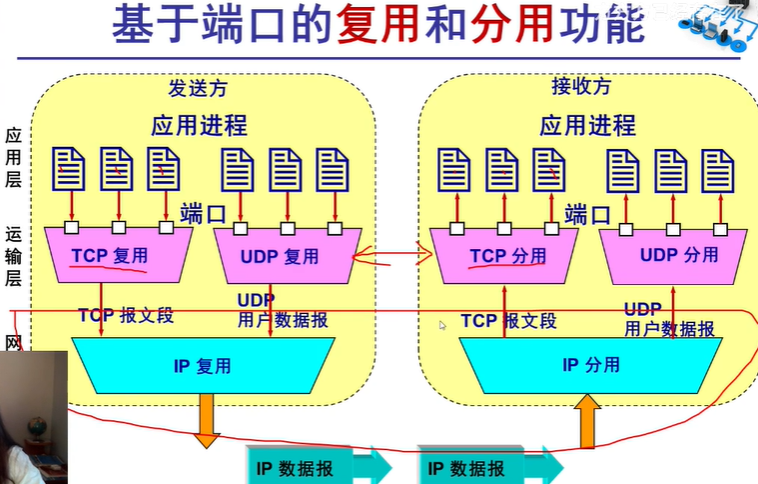 基于端口的复用和分用功能
发送方
接收方
应用进程
应用进程
应用层
端口
端口
运输层
TCP 复用
UDP 复用
TCP 分用
UDP 分用
TCP 报文段
UDP
用户数据报
TCP 报文段
UDP
用户数据报
网
IP 复用
IP 分用
IP 数据报
IP 数据报